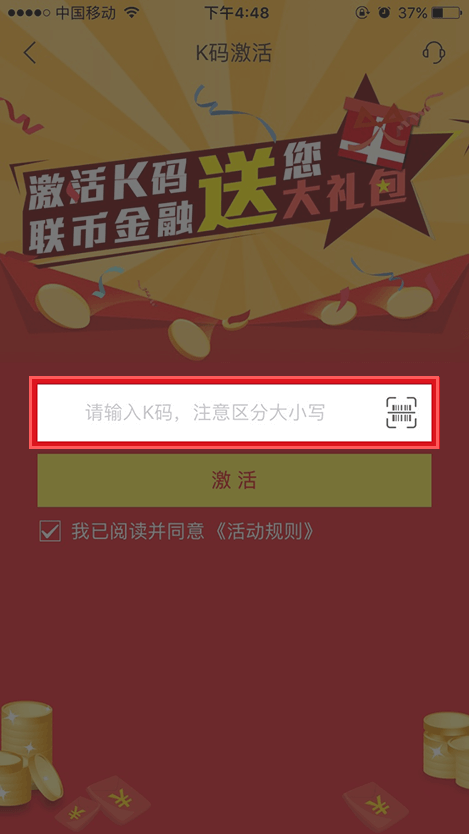 中国移动 下午4:48 37%
K码激活
激活K码 送 您
联币金融 大礼包
请输入K码，注意区分大小写
激 活
我已阅读并同意《活动规则》